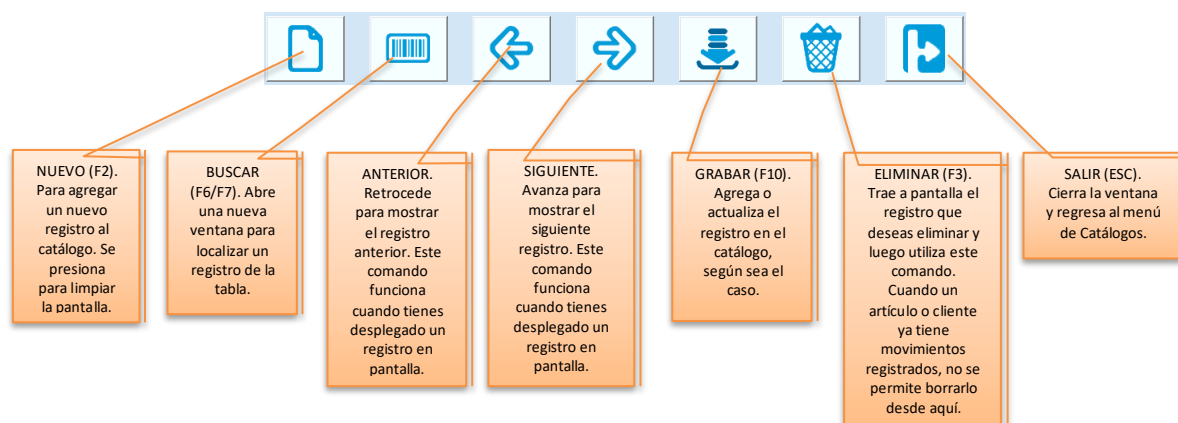 NUEVO (F2).
Para agregar
un nuevo
registro al
catálogo. Se
presiona
para limpiar
la pantalla.
BUSCAR
(F6/F7). Abre
una nueva
ventana para
localizar un
registro de la
tabla.
ANTERIOR.
Retrocede
para mostrar
el registro
anterior. Este
comando
funciona
cuando tienes
desplegado un
registro en
pantalla.
SIGUIENTE.
Avanza para
mostrar el
siguiente
registro. Este
comando
funciona
cuando tienes
desplegado un
registro en
pantalla.
GRABAR (F10).
Agrega o
actualiza el
registro en el
catálogo,
según sea el
caso.
ELIMINAR (F3).
Trae a pantalla el
registro que
deseas eliminar y
luego utiliza este
comando.
Cuando un
artículo o cliente
ya tiene
movimientos
registrados, no se
permite borrarlo
desde aquí.
SALIR (ESC).
Cierra la ventana
y regresa al menú
de Catálogos.